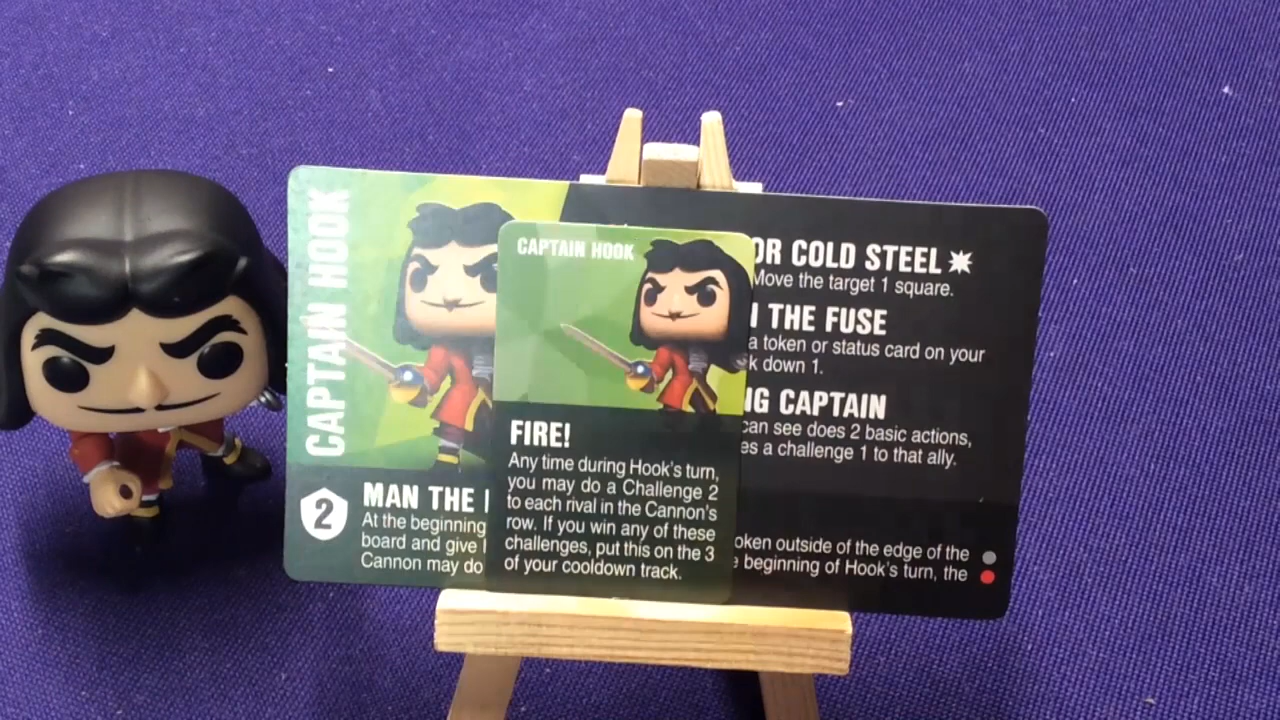 CAPTAIN HOOK
2
MAN THE
At the beginning
board and give
Cannon may do
CAPTAIN HOOK
FIRE!
Any time during Hook's turn,
you may do a Challenge 2
to each rival in the Cannon's
row. If you win any of these
challenges, put this on the 3
of your cooldown track.
OR COLD STEEL
Move the target 1 square.
THE FUSE
a token or status card on your
down 1.
CAPTAIN
can see does 2 basic actions,
a challenge 1 to that ally.
outside of the edge of the
beginning of Hook's turn, the